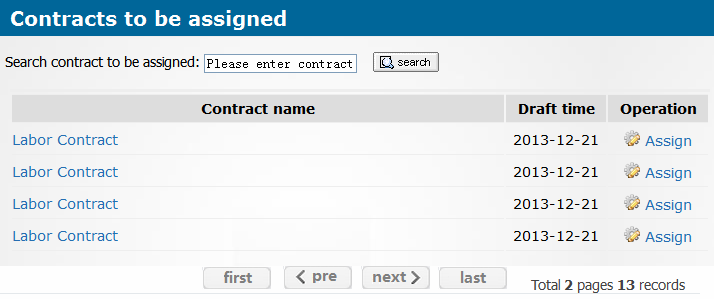 Contracts to be assigned
Search contract to be assigned: Please enter contract search
Contract name Draft time Operation
Labor Contract 2013-12-21 Assign
Labor Contract 2013-12-21 Assign
Labor Contract 2013-12-21 Assign
Labor Contract 2013-12-21 Assign
first pre next last Total 2 pages 13 records